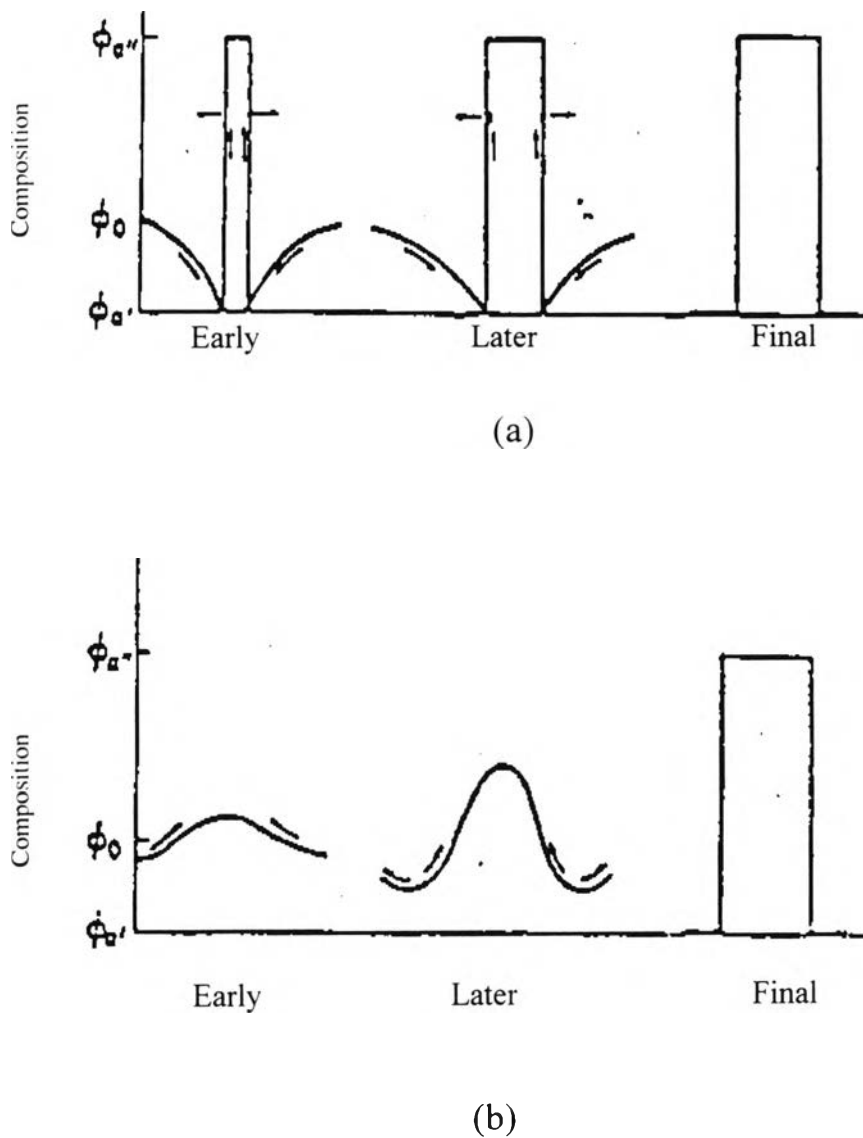 ϕa"
Composition
ϕ0
ϕa'
Early Later Final
(a)
ϕa"
Composition
ϕ0
ϕa'
Early Later Final
(b)